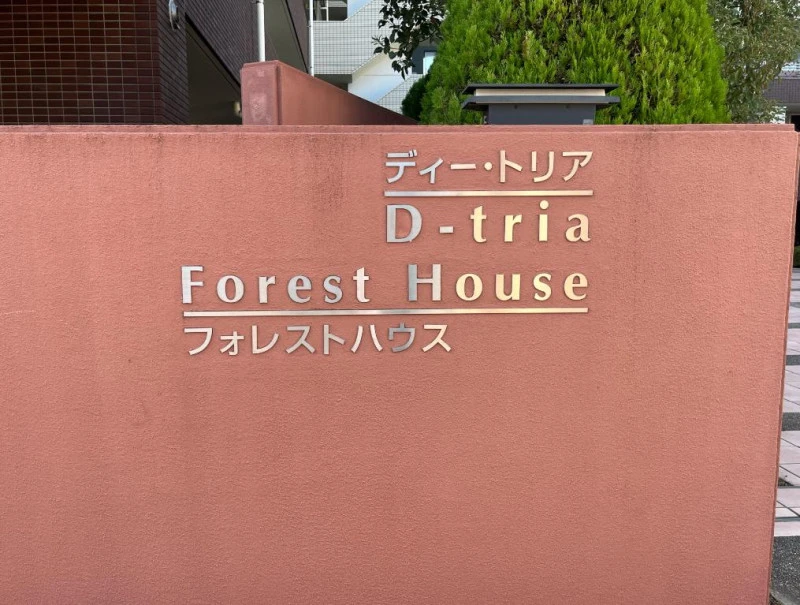 ディー・トリア
D-tria
Forest House
フォレストハウス